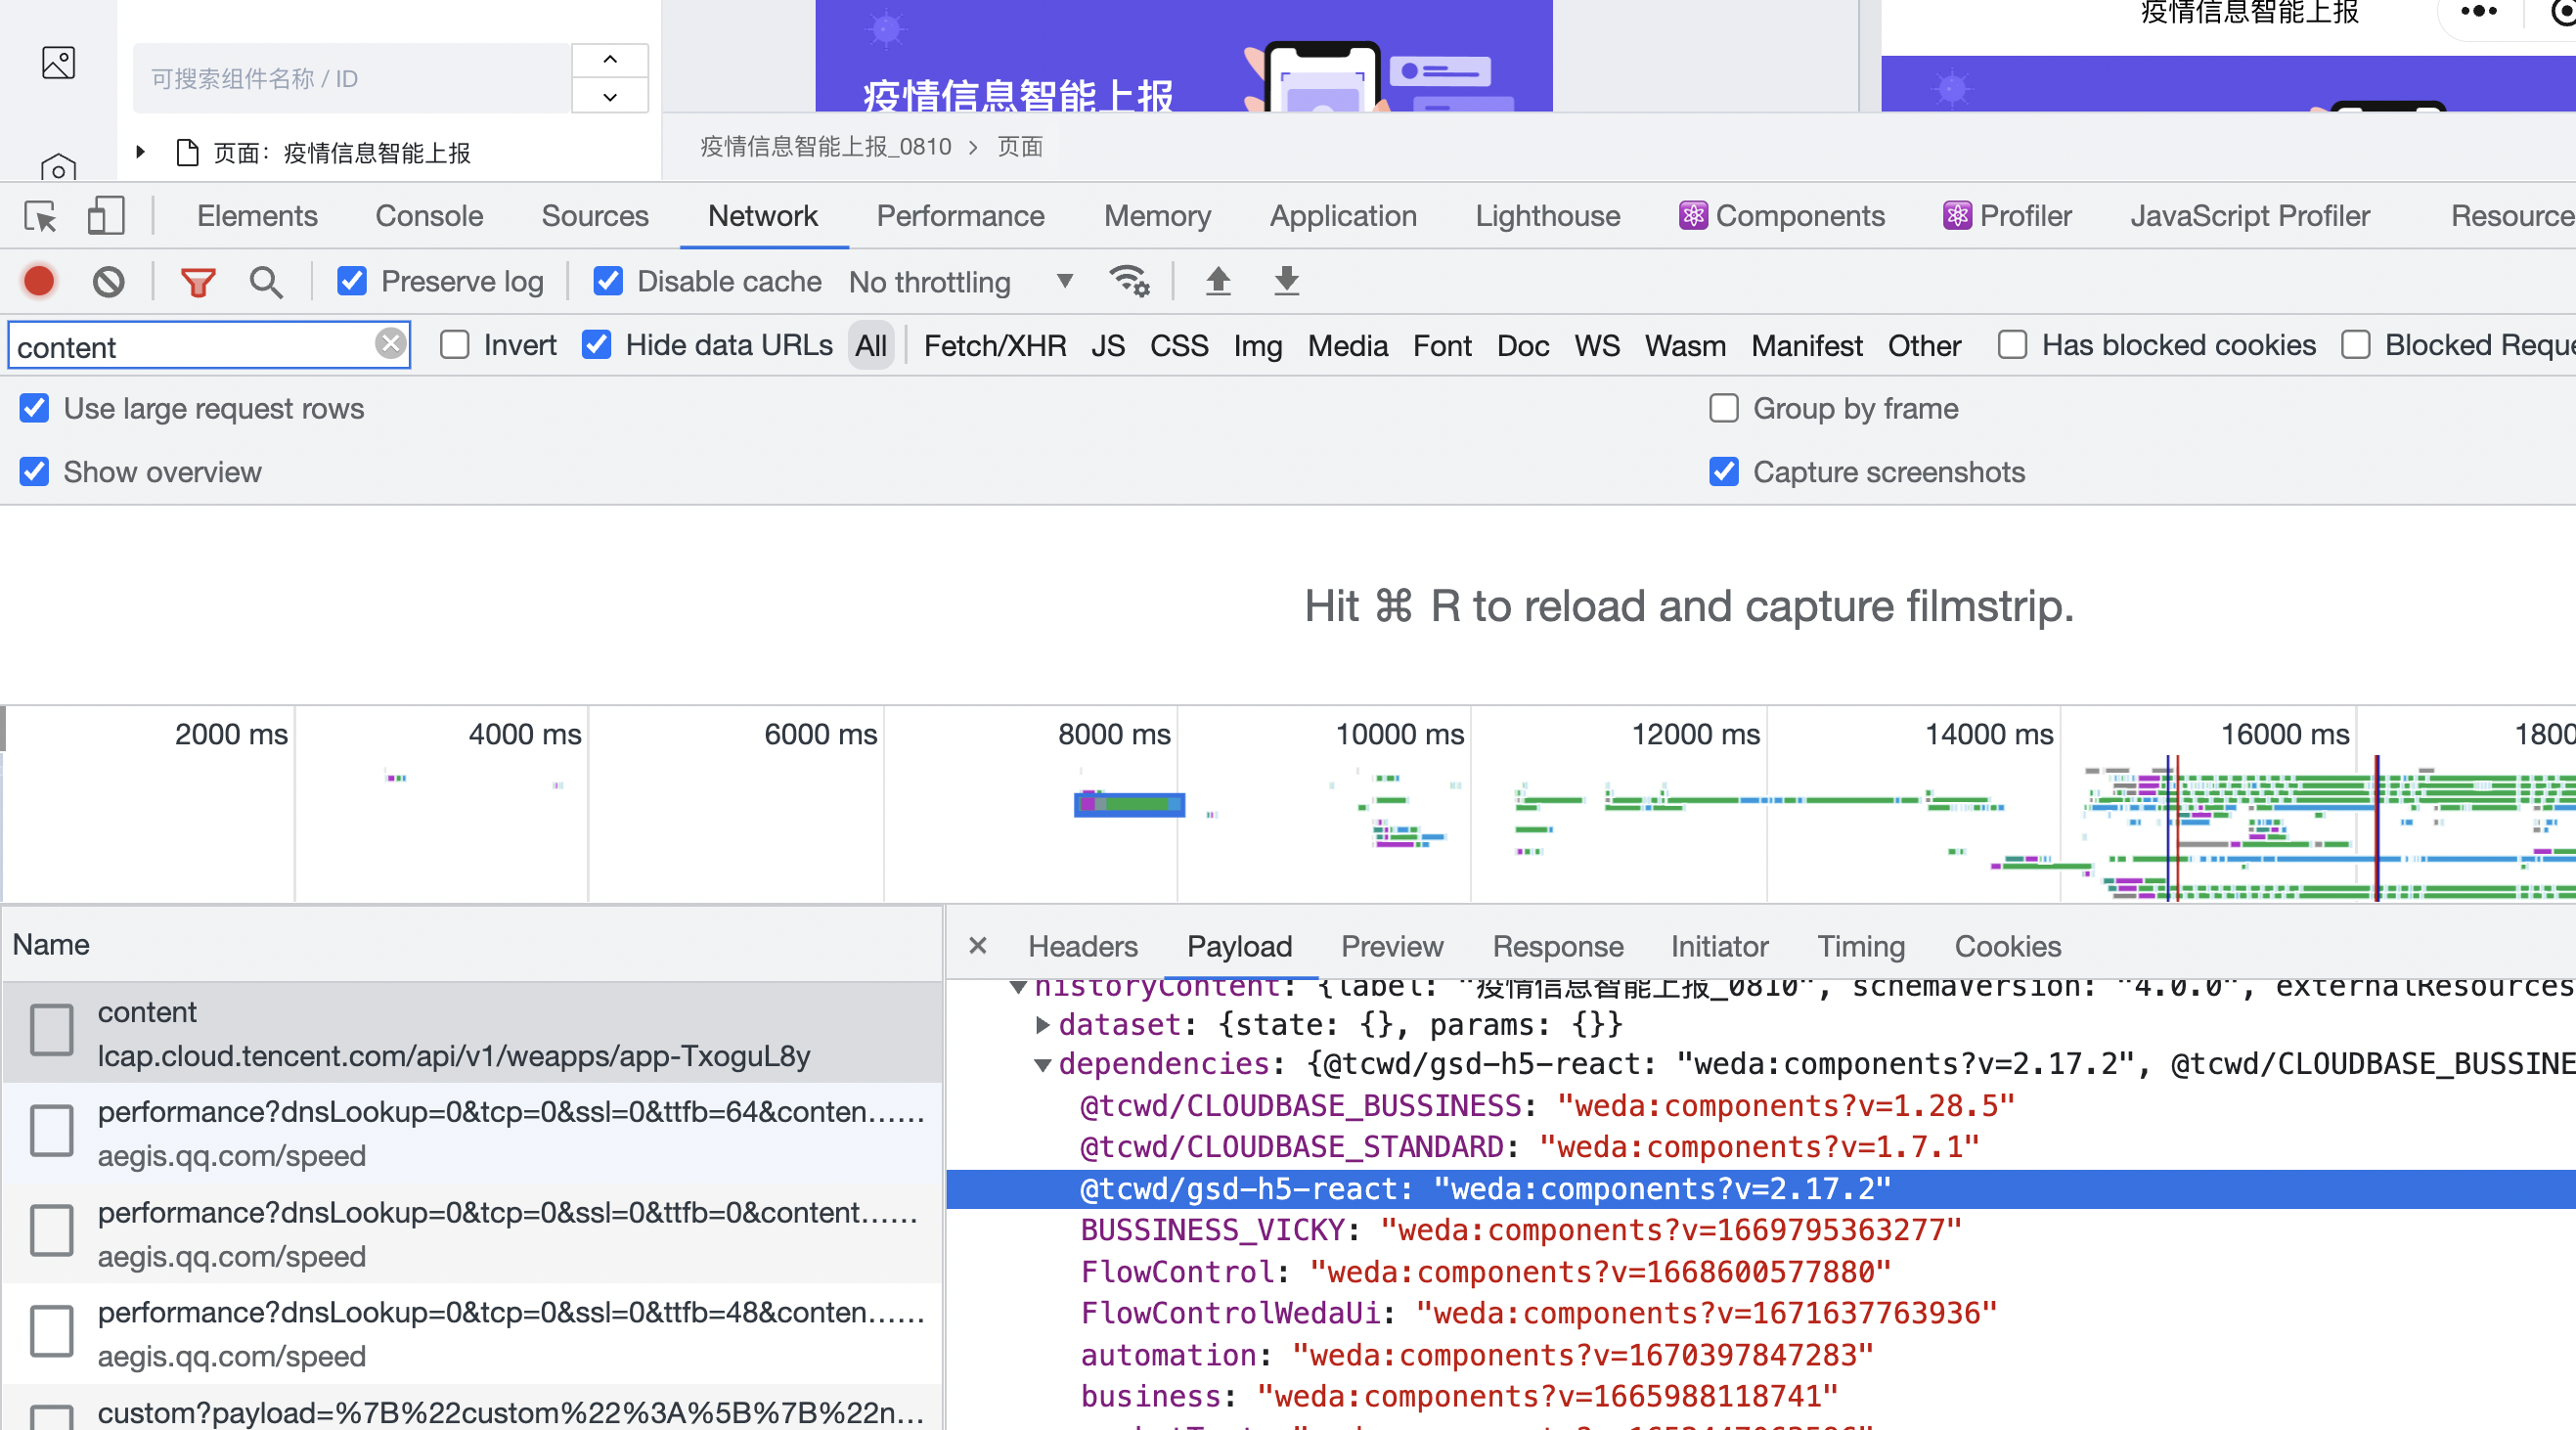 疫情信息智能上报
可搜索组件名称 / ID
疫情信息智能上报
页面：疫情信息智能上报
疫情信息智能上报_0810 > 页面
Elements Console Sources Network Performance Memory Application Lighthouse Components Profiler JavaScript Profiler Resource
Preserve log Disable cache No throttling
content Invert Hide data URLs All Fetch/XHR JS CSS Img Media Font Doc WS Wasm Manifest Other Has blocked cookies Blocked Reque
Use large request rows Group by frame
Show overview Capture screenshots
Hit ⌘ R to reload and capture filmstrip.
2000 ms 4000 ms 6000 ms 8000 ms 10000 ms 12000 ms 14000 ms 16000 ms 1800
Name
content
lcap.cloud.tencent.com/api/v1/weapps/app-TxoguL8y
performance?dnsLookup=0&tcp=0&ssl=0&ttfb=64&conten……
aegis.qq.com/speed
performance?dnsLookup=0&tcp=0&ssl=0&ttfb=0&content……
aegis.qq.com/speed
performance?dnsLookup=0&tcp=0&ssl=0&ttfb=48&conten……
aegis.qq.com/speed
custom?payload=%7B%22custom%22%3A%5B%7B%22n…
× Headers Payload Preview Response Initiator Timing Cookies
historyContent: {label: "疫情信息智能上报_0810", schemaVersion: "4.0.0", externalResources
dataset: {state: {}, params: {}}
dependencies: {@tcwd/gsd-h5-react: "weda:components?v=2.17.2", @tcwd/CLOUDBASE_BUSSINE
@tcwd/CLOUDBASE_BUSSINESS: "weda:components?v=1.28.5"
@tcwd/CLOUDBASE_STANDARD: "weda:components?v=1.7.1"
@tcwd/gsd-h5-react: "weda:components?v=2.17.2"
BUSSINESS_VICKY: "weda:components?v=1669795363277"
FlowControl: "weda:components?v=1668600577880"
FlowControlWedaUi: "weda:components?v=1671637763936"
automation: "weda:components?v=1670397847283"
business: "weda:components?v=1665988118741"